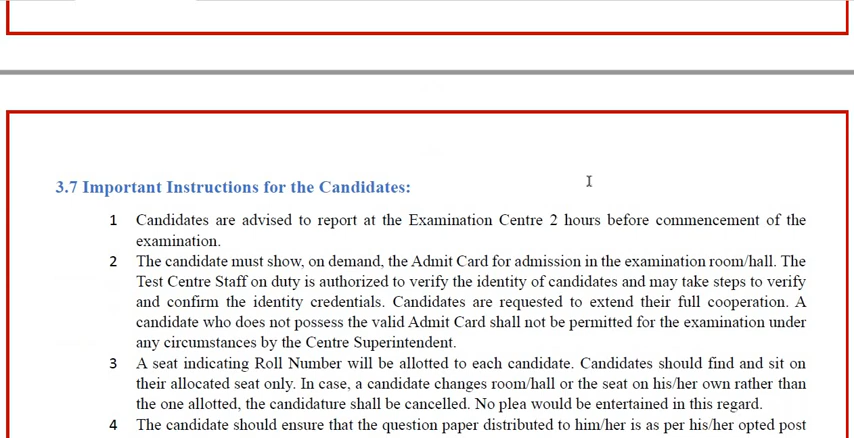 3.7 Important Instructions for the Candidates:
1 Candidates are advised to report at the Examination Centre 2 hours before commencement of the
examination.
2 The candidate must show, on demand, the Admit Card for admission in the examination room/hall. The
Test Centre Staff on duty is authorized to verify the identity of candidates and may take steps to verify
and confirm the identity credentials. Candidates are requested to extend their full cooperation. A
candidate who does not possess the valid Admit Card shall not be permitted for the examination under
any circumstances by the Centre Superintendent.
3 A seat indicating Roll Number will be allotted to each candidate. Candidates should find and sit on
their allocated seat only. In case, a candidate changes room/hall or the seat on his/her own rather than
the one allotted, the candidature shall be cancelled. No plea would be entertained in this regard.
4 The candidate should ensure that the question paper distributed to him/her is as per his/her opted post